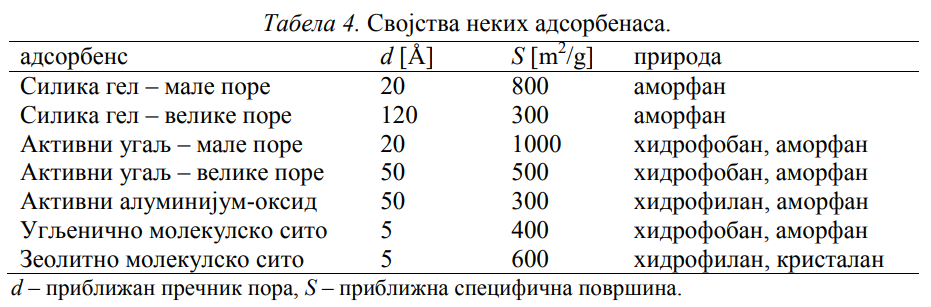 Табела 4. Својства неких адсорбенаса.
адсорбенс d [Å] S [m²/g] природа
Силика гел – мале поре 20 800 аморфан
Силика гел – велике поре 120 300 аморфан
Активни угаљ – мале поре 20 1000 хидрофобан, аморфан
Активни угаљ – велике поре 50 500 хидрофобан, аморфан
Активни алуминијум-оксид 50 300 хидрофилан, аморфан
Угљенично молекулско сито 5 400 хидрофобан, аморфан
Зеолитно молекулско сито 5 600 хидрофилан, кристалан
d – приближан пречник пора, S – приближна специфична површина.